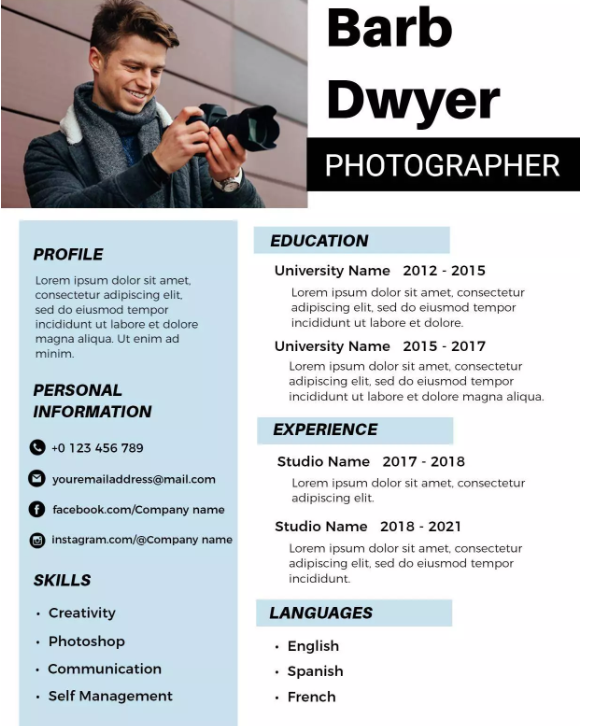 Barb
Dwyer
PHOTOGRAPHER
PROFILE
Lorem ipsum dolor sit amet,
consectetur adipiscing elit,
sed do eiusmod tempor
incididunt ut labore et dolore
magna aliqua. Ut enim ad
minim.
PERSONAL
INFORMATION
+0 123 456 789
youremailaddress@mail.com
facebook.com/Company name
instagram.com/@Company name
SKILLS
• Creativity
• Photoshop
• Communication
• Self Management
EDUCATION
University Name 2012 - 2015
Lorem ipsum dolor sit amet, consectetur
adipiscing elit, sed do eiusmod tempor
incididunt ut labore et dolore.
University Name 2015 - 2017
Lorem ipsum dolor sit amet, consectetur
adipiscing elit, sed do eiusmod tempor
incididunt ut labore et dolore magna aliqua.
EXPERIENCE
Studio Name 2017 - 2018
Lorem ipsum dolor sit amet, consectetur
adipiscing elit.
Studio Name 2018 - 2021
Lorem ipsum dolor sit amet, consectetur
adipiscing elit, sed do eiusmod tempor
incididunt.
LANGUAGES
• English
• Spanish
• French